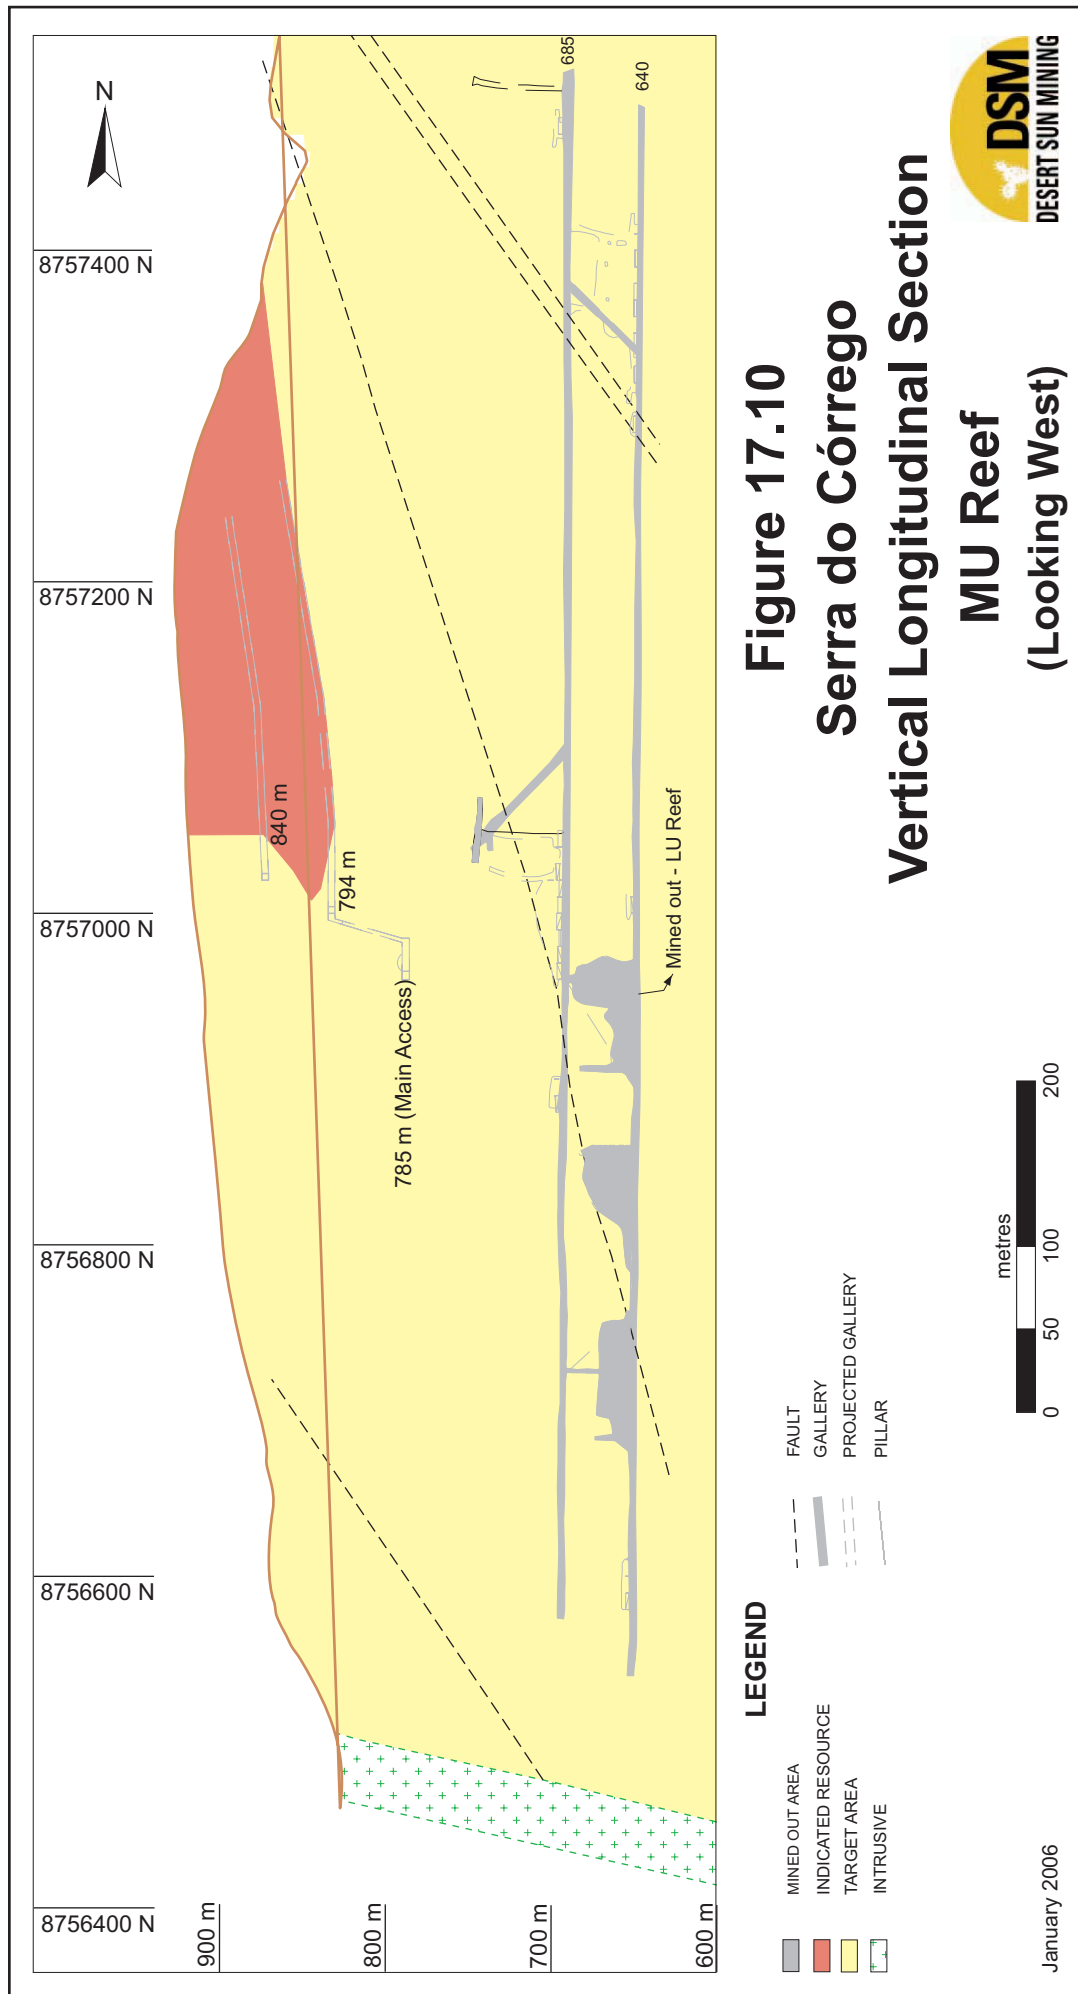 N
8756400 N
8756600 N
8756800 N
8757000 N
8757200 N
8757400 N
900 m
800 m
700 m
600 m
840 m
794 m
785 m (Main Access)
685
640
Mined out - LU Reef
LEGEND
MINED OUT AREA
INDICATED RESOURCE
TARGET AREA
INTRUSIVE
FAULT
GALLERY
PROJECTED GALLERY
PILLAR
metres
0 50 100 200
Figure 17.10
Serra do Córrego
Vertical Longitudinal Section
MU Reef
(Looking West)
January 2006
DSM
DESERT SUN MINING